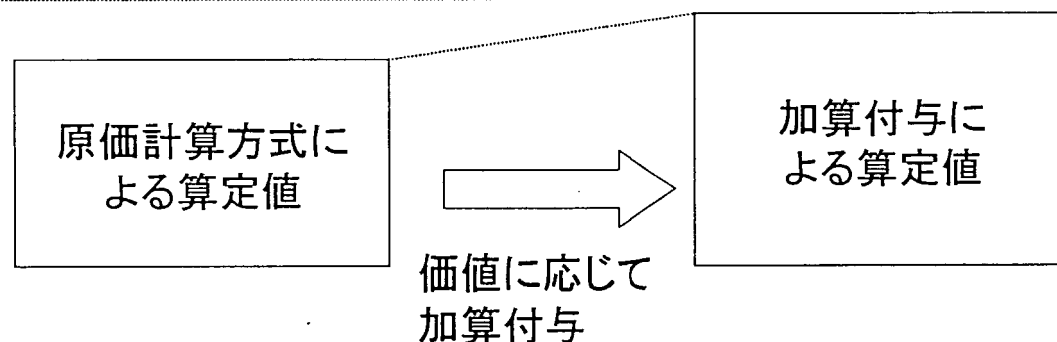 原価計算方式に
よる算定値
加算付与に
よる算定値
価値に応じて
加算付与